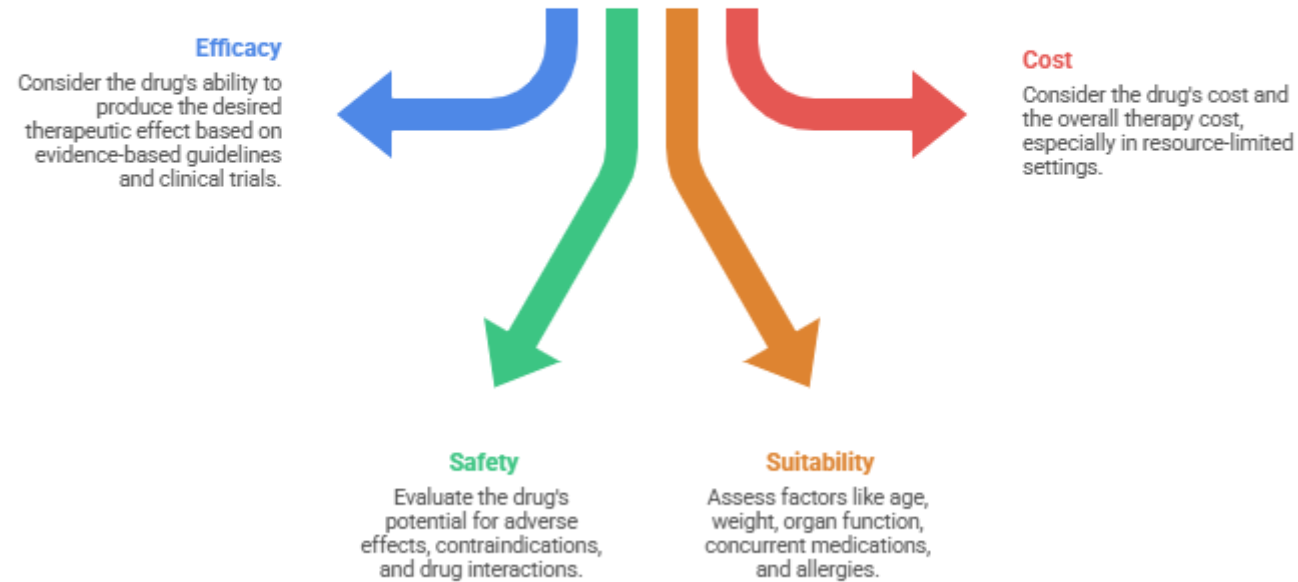 Efficacy
Consider the drug's ability to
produce the desired
therapeutic effect based on
evidence-based guidelines
and clinical trials.
Cost
Consider the drug's cost and
the overall therapy cost,
especially in resource-limited
settings.
Safety
Evaluate the drug's
potential for adverse
effects, contraindications,
and drug interactions.
Suitability
Assess factors like age,
weight, organ function,
concurrent medications,
and allergies.